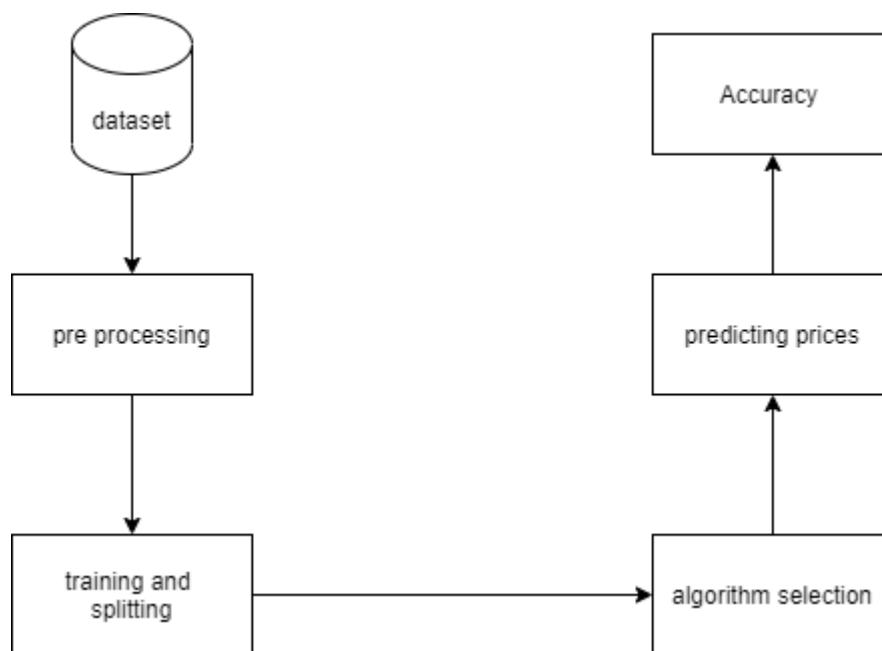 dataset
pre processing
training and
splitting
algorithm selection
predicting prices
Accuracy